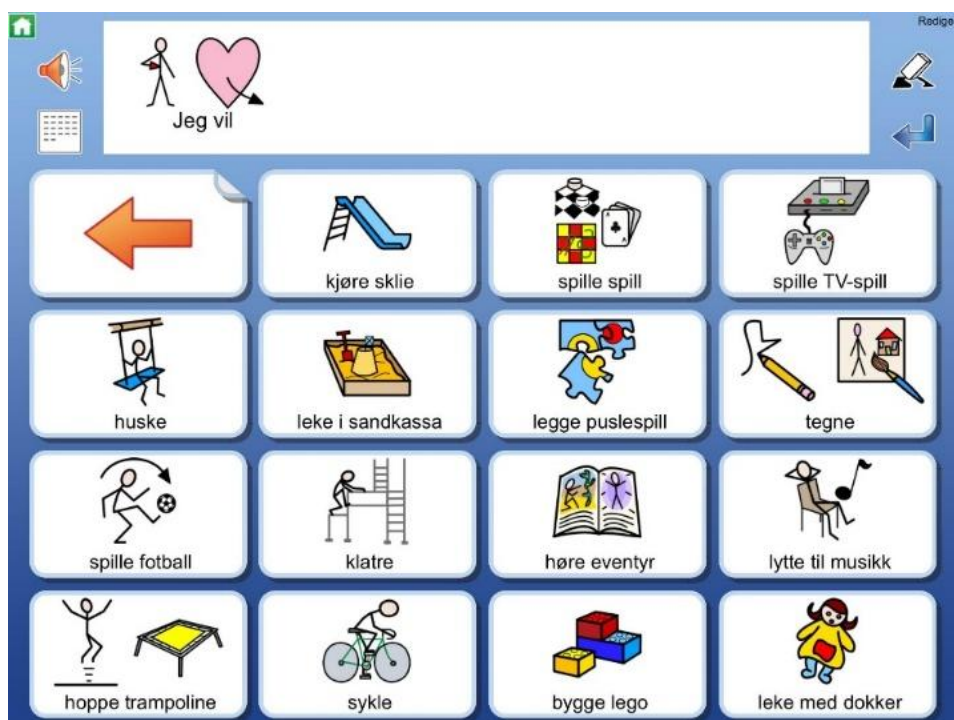 Redige
Jeg vil
kjøre sklie
spille spill
spille TV-spill
huske
leke i sandkassa
legge puslespill
tegne
spille fotball
klatre
høre eventyr
lytte til musikk
hoppe trampoline
sykle
bygge lego
leke med dokker